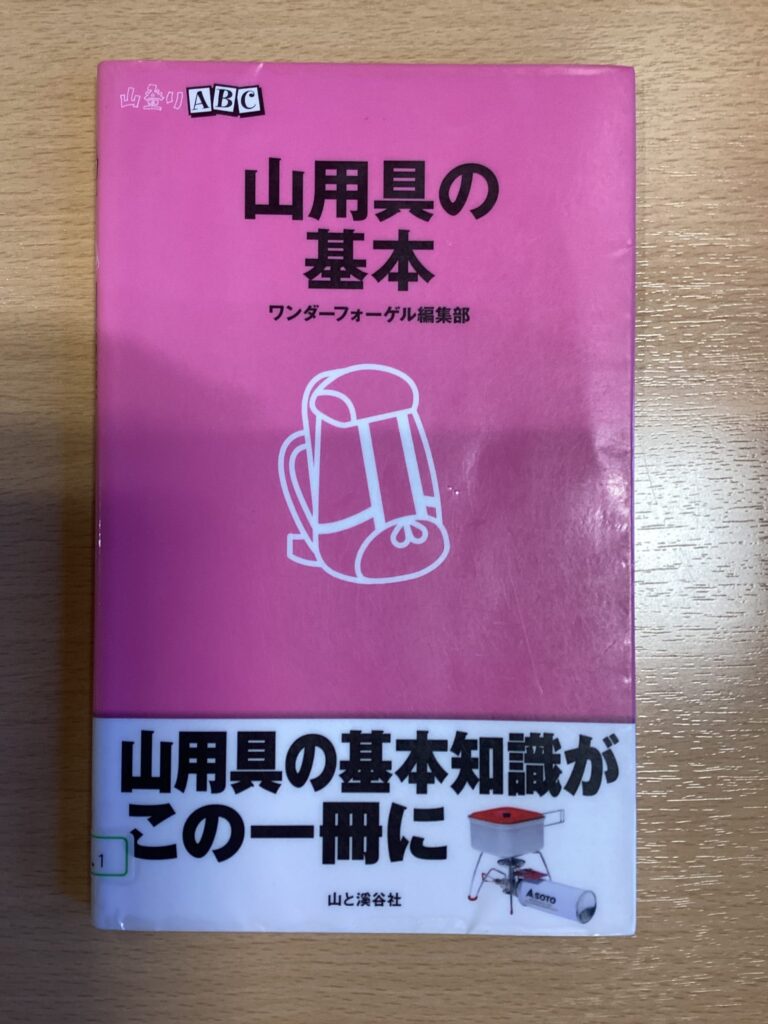 山登りABC
山用具の
基本
ワンダーフォーゲル編集部
山用具の基本知識が
この一冊に
.1
SOTO
山と溪谷社